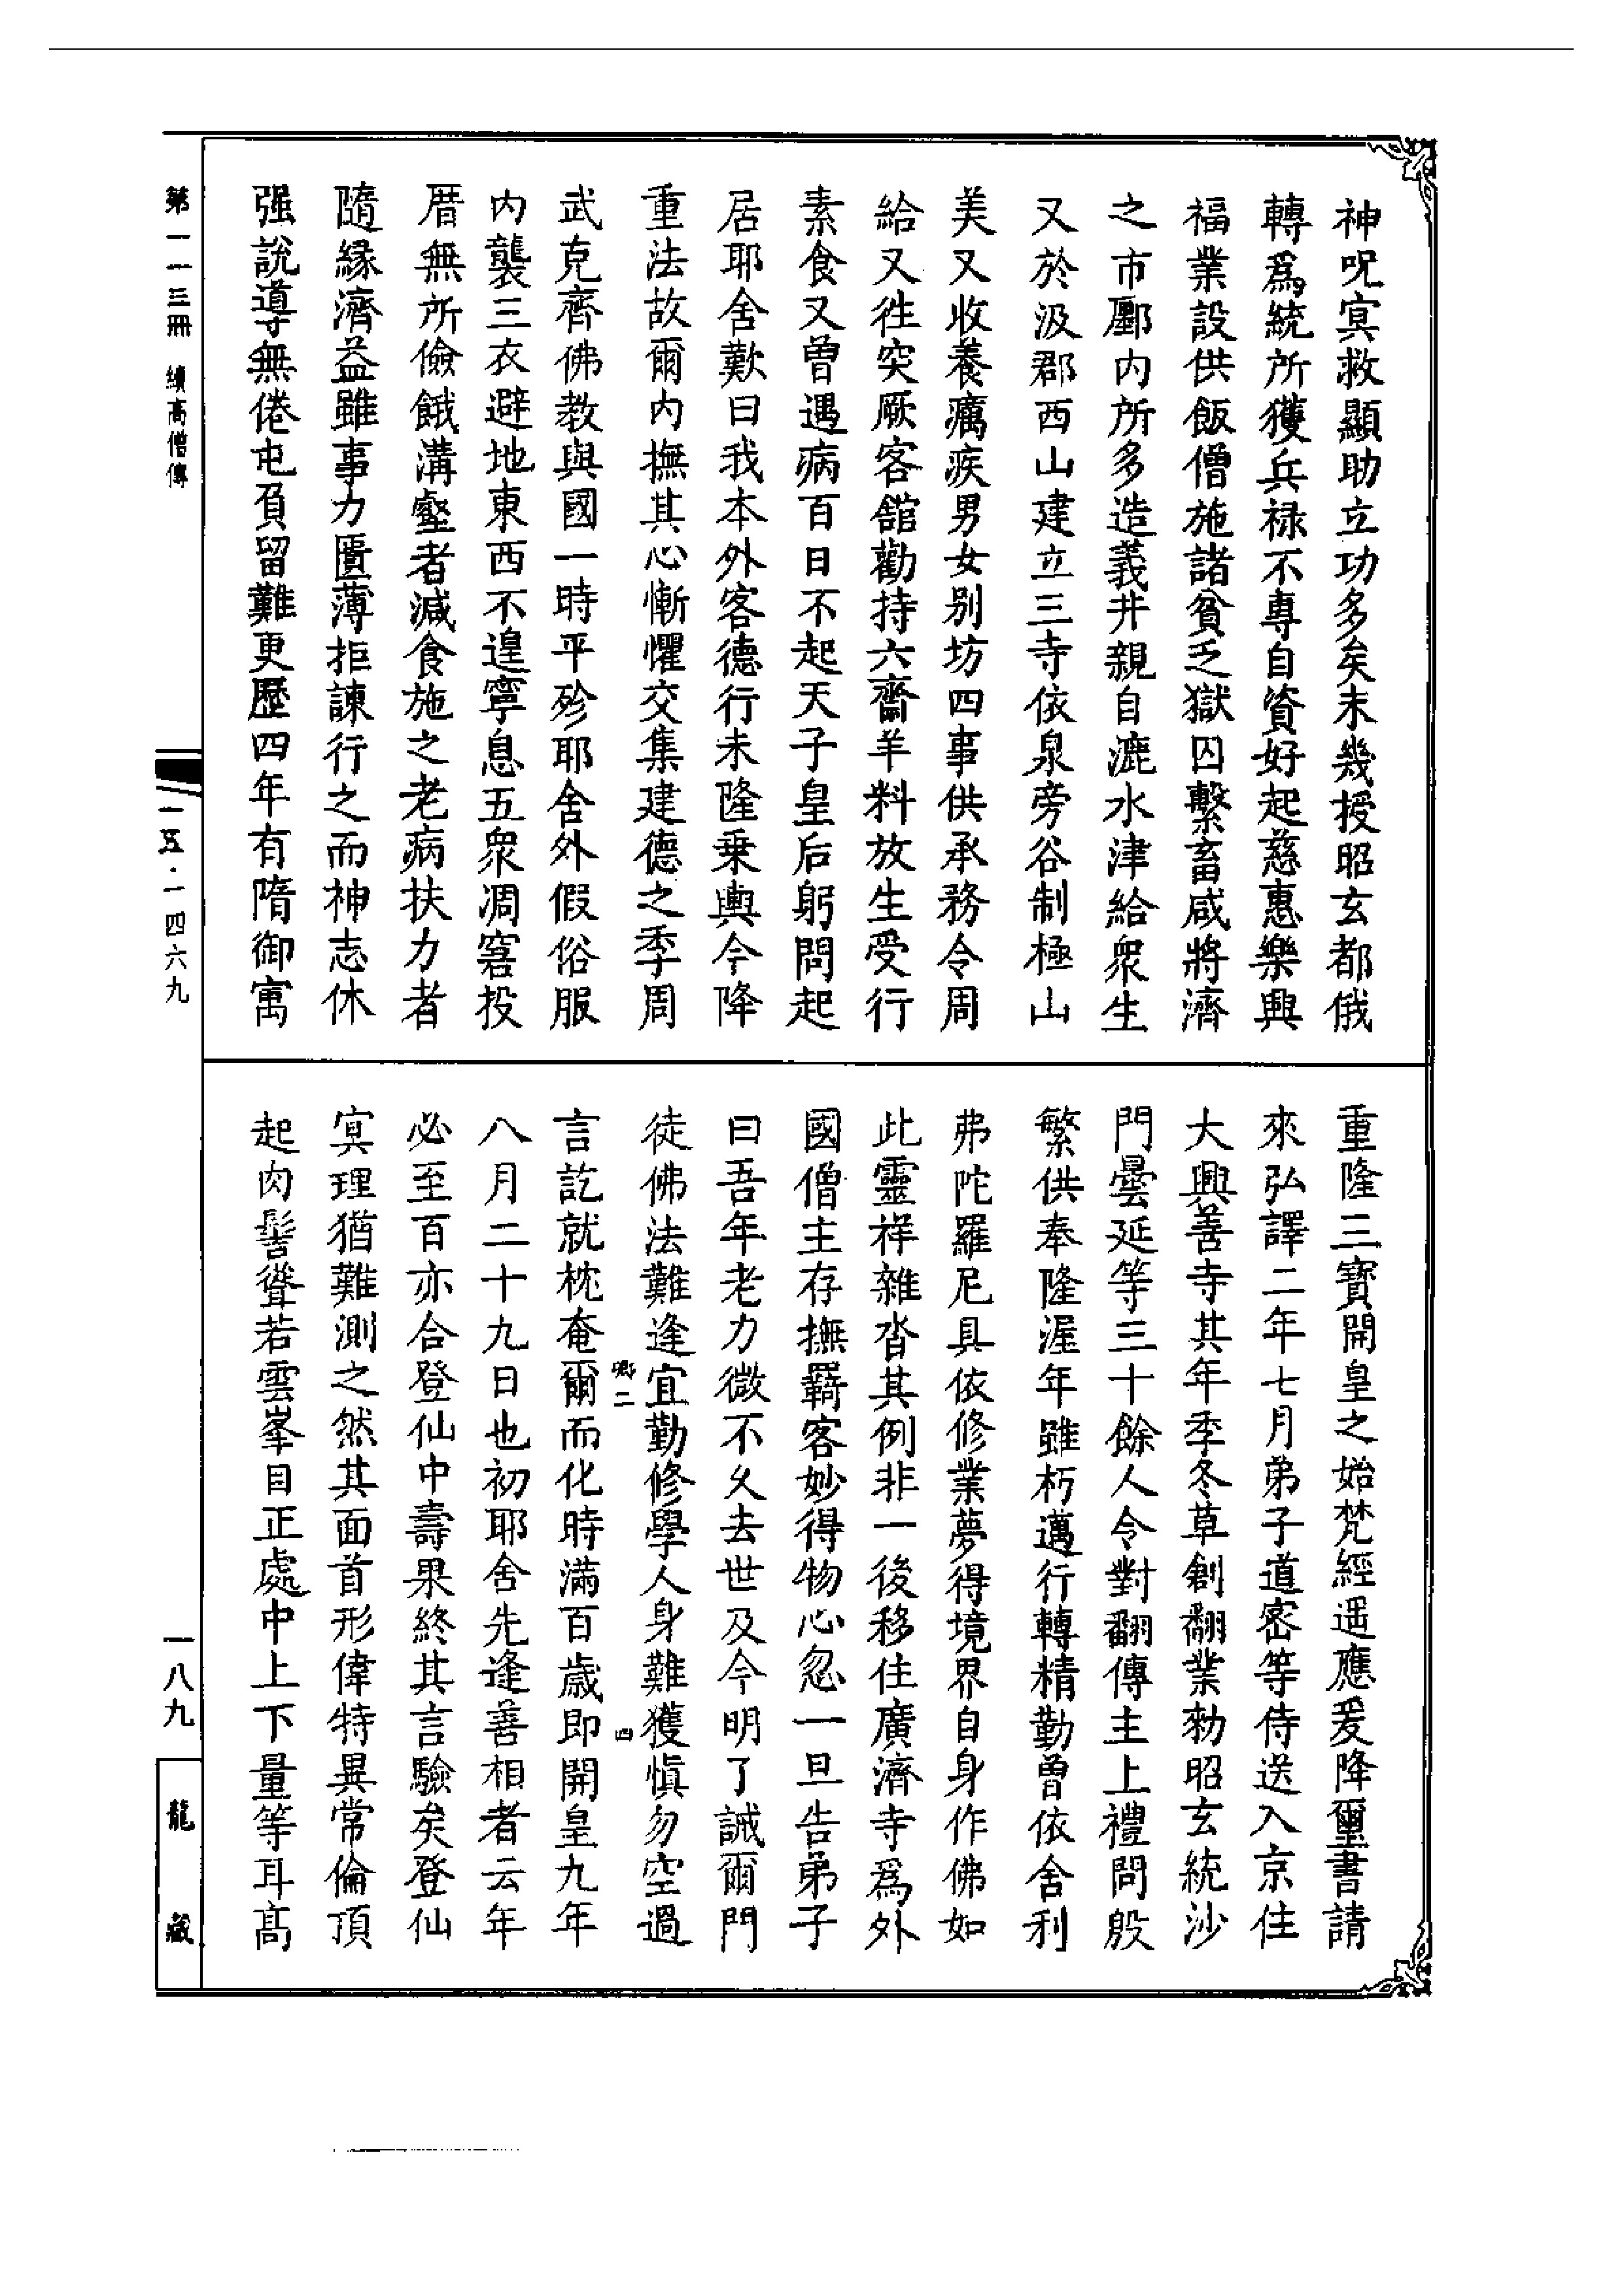 神呪㝠救顯助立功多矣未幾授昭玄都俄
轉爲統所獲兵禄不專自資好起慈惠樂興
福業設供飯僧施諸貧乏獄囚繫畜咸將濟
之市鄽內所多造義井親自漉水津給衆生
又於汲郡西山建立三寺依泉旁谷制極山
美又收養癘疾男女别坊四事供承務令周
給又徃突厥客舘勸持六齋羊料放生受行
素食又曽遇病百日不起天子皇后躬問起
居耶舍歎曰我本外客德行未隆乗輿今降
重法故爾内撫其心慚懼交集建德之季周
武克齊佛教與國一時平殄耶舍外假俗服
内襲三衣避地東西不遑寧息五衆凋窘投
厝無所儉餓溝壑者減食施之老病扶力者
隨縁濟益雖事力匱薄拒諫行之而神志休
强說導無倦屯負留難更歷四年有隋御寓
重隆三寶開皇之始梵經遥應爰降璽書請
來弘譯二年七月弟子道宻等侍送入京住
大興善寺其年季冬草創翻業勑昭玄統沙
門曇延等三十餘人令對翻傳主上禮問殷
繁供奉隆渥年雖朽邁行轉精勤曽依舍利
弗陀羅尼具依修業夢得境界自身作佛如
此靈祥雜沓其例非一後移住廣濟寺爲外
國僧主存撫羇客妙得物心忽一旦告弟子
曰吾年老力微不久去世及今明了誡爾門
徒佛法難逢宜勤修學人身難獲慎勿空過
鄉二
四
言訖就枕奄爾而化時滿百歳即開皇九年
八月二十九日也初耶舍先逢善相者云年
必至百亦合登仙中壽果終其言驗矣登仙
㝠理猶難測之然其面首形偉特異常倫頂
起肉髻聳若雲峯目正處中上下量等耳高
第一一三冊 續高僧傳
一五·一四六九
一八九
龍藏